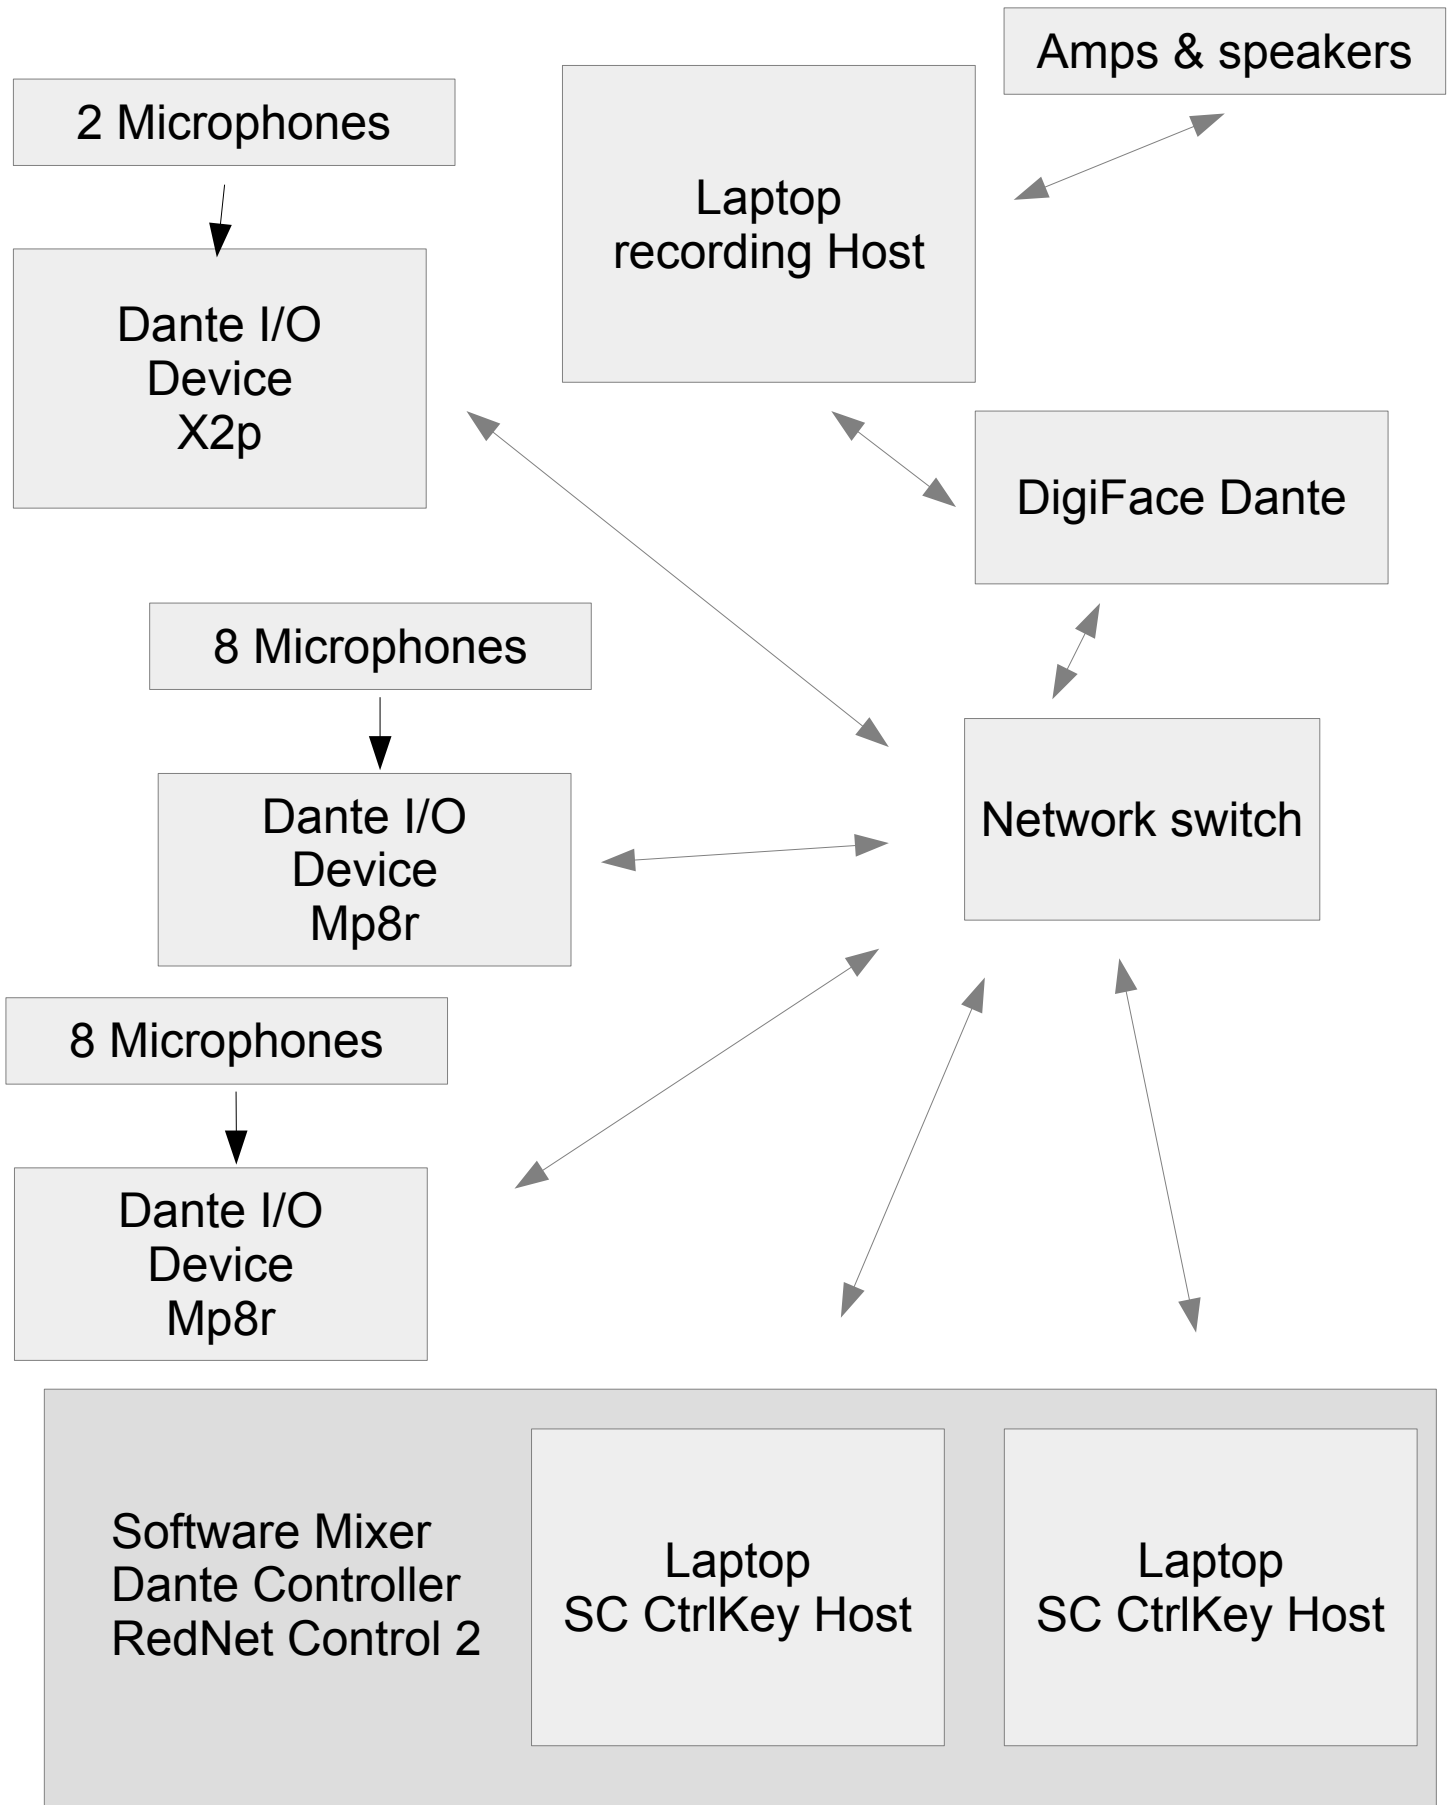 Amps & speakers
2 Microphones
Laptop
recording Host
Dante I/O
Device
X2p
DigiFace Dante
8 Microphones
Dante I/O
Device
Mp8r
Network switch
8 Microphones
Dante I/O
Device
Mp8r
Software Mixer
Dante Controller
RedNet Control 2
Laptop
SC CtrlKey Host
Laptop
SC CtrlKey Host